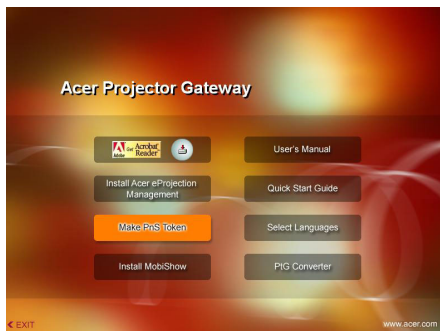 Acer Projector Gateway
Adobe
Get Acrobat
Reader
User's Manual
Install Acer eProjection
Management
Quick Start Guide
Make PnS Token
Select Languages
Install MobiShow
PtG Converter
EXIT
www.acer.com